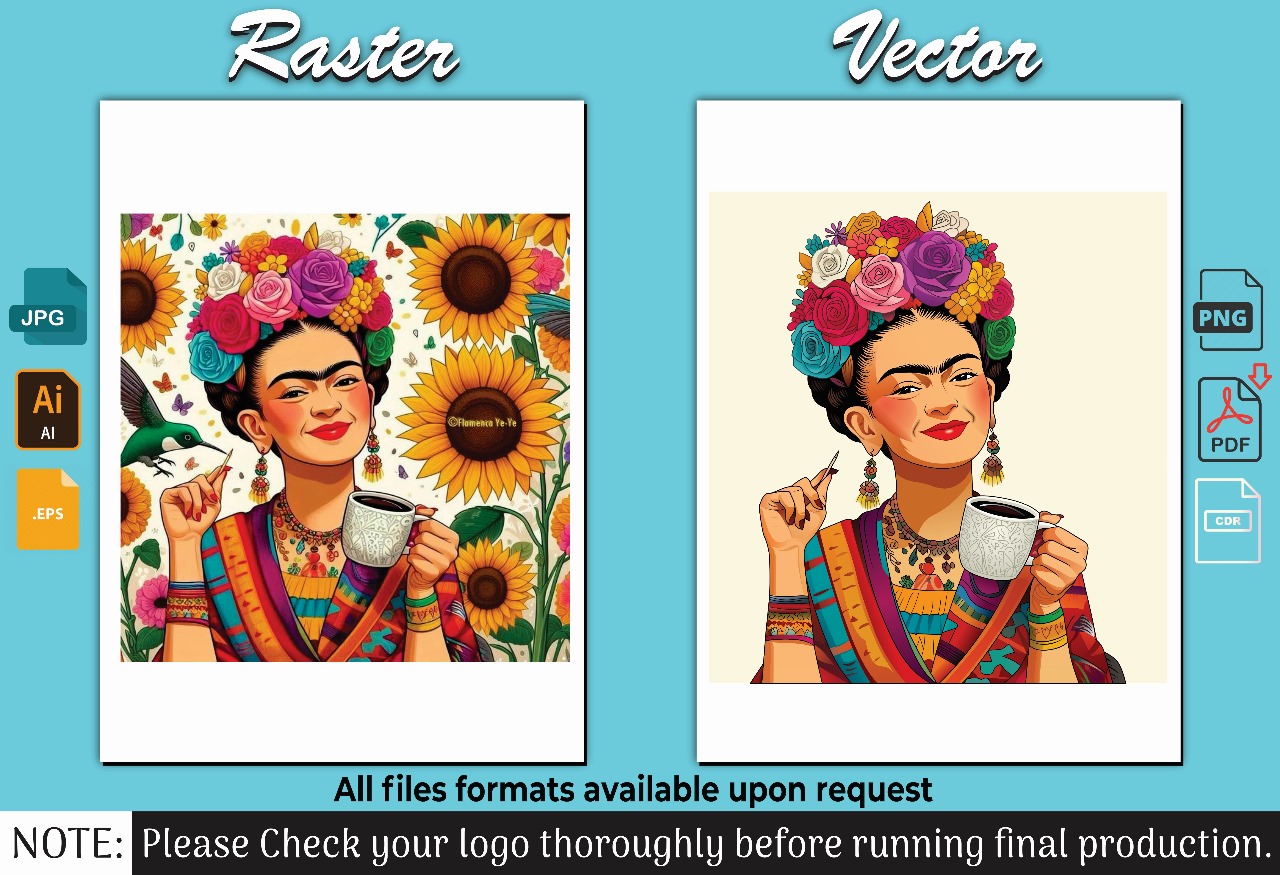 Raster
Vector
JPG
Ai
AI
.EPS
©Flamenca Ye-Ye
PNG
PDF
CDR
All files formats available upon request
NOTE: Please Check your logo thoroughly before running final production.